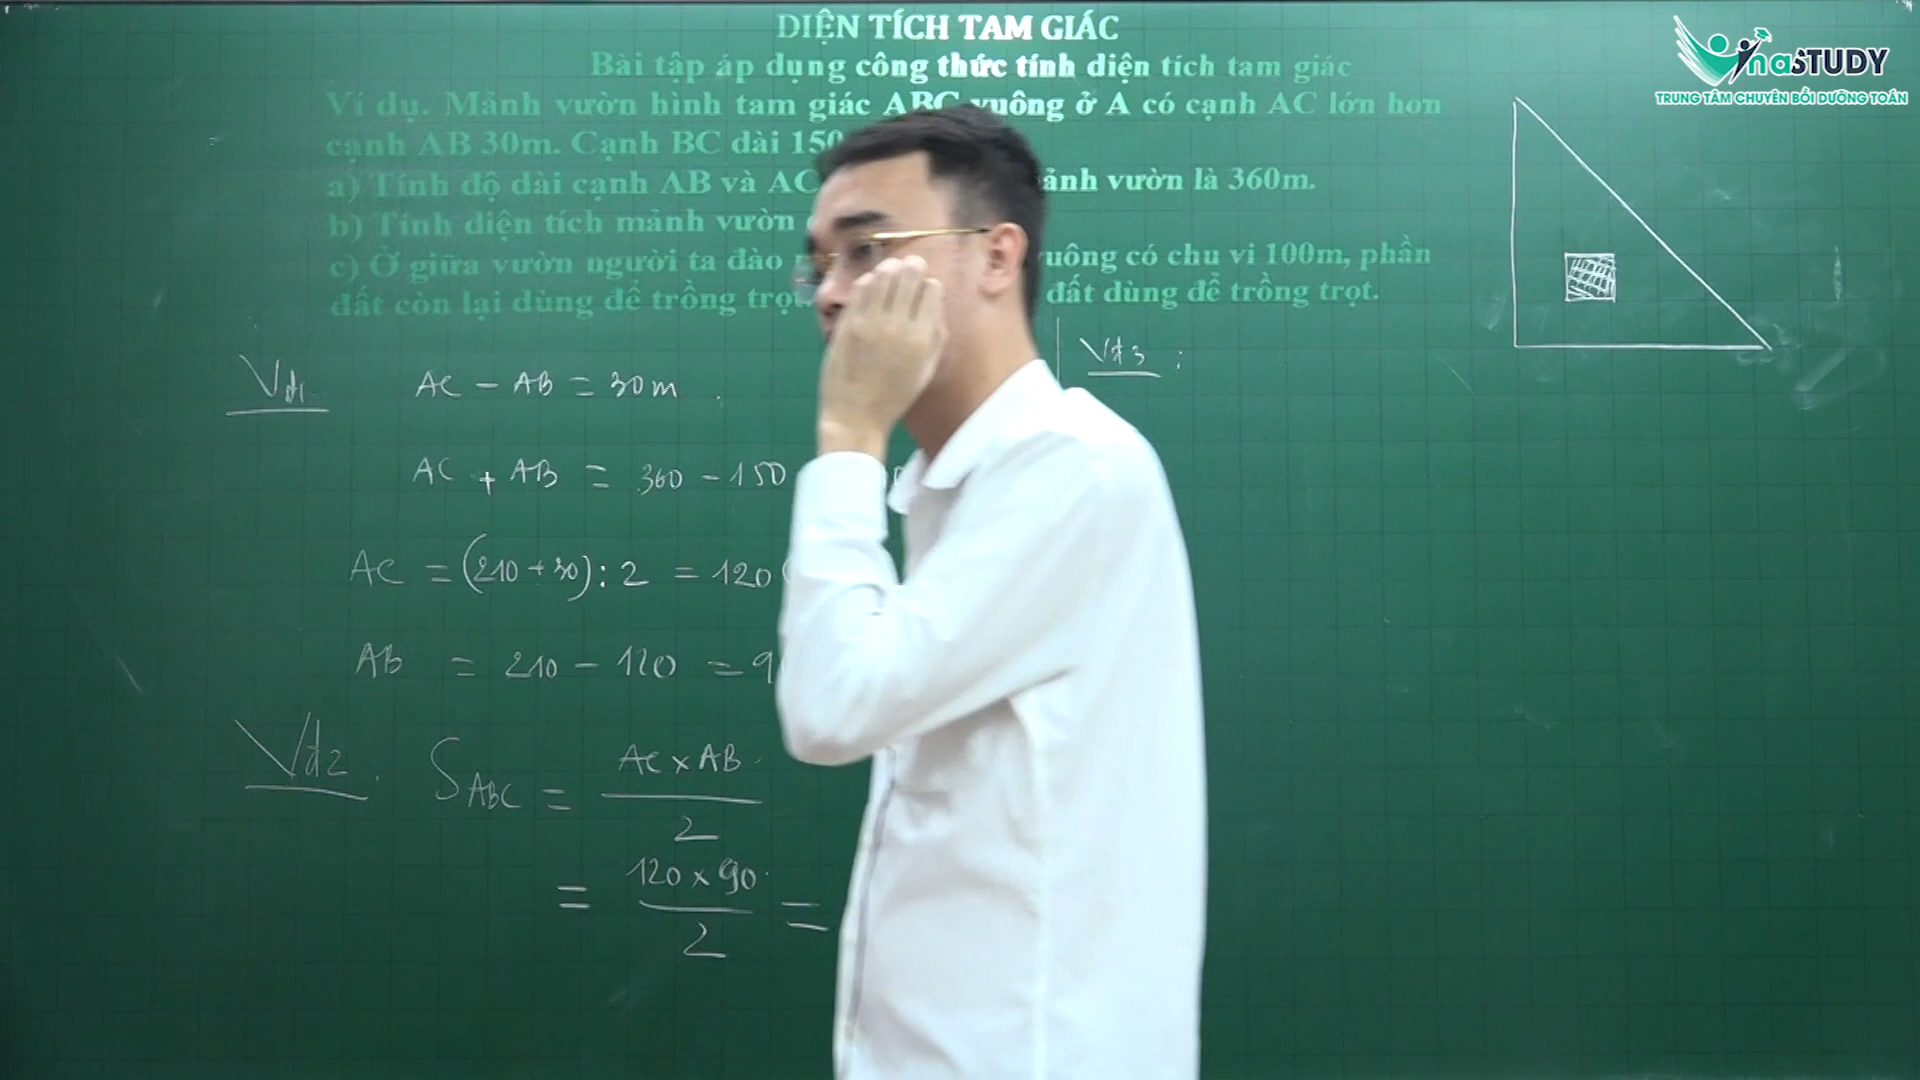 DIỆN TÍCH TAM GIÁC
Bài tập áp dụng công thức tính diện tích tam giác
Ví dụ. Mảnh vườn hình tam giác ABC vuông ở A có cạnh AC lớn hơn
cạnh AB 30m. Cạnh BC dài 150
a) Tính độ dài cạnh AB và AC ảnh vườn là 360m.
b) Tính diện tích mảnh vườn
c) Ở giữa vườn người ta đào uông có chu vi 100m, phần
đất còn lại dùng để trồng trọt đất dùng để trồng trọt.
Vd1 AC - AB = 30m
AC + AB = 360 - 150
AC = (210 + 30) : 2 = 120
AB = 210 - 120 = 9
Vd2. S ABC = AC x AB
2
= 120 x 90 =
2
Vd3 :
VinaSTUDY
TRUNG TÂM CHUYÊN BỒI DƯỠNG TOÁN